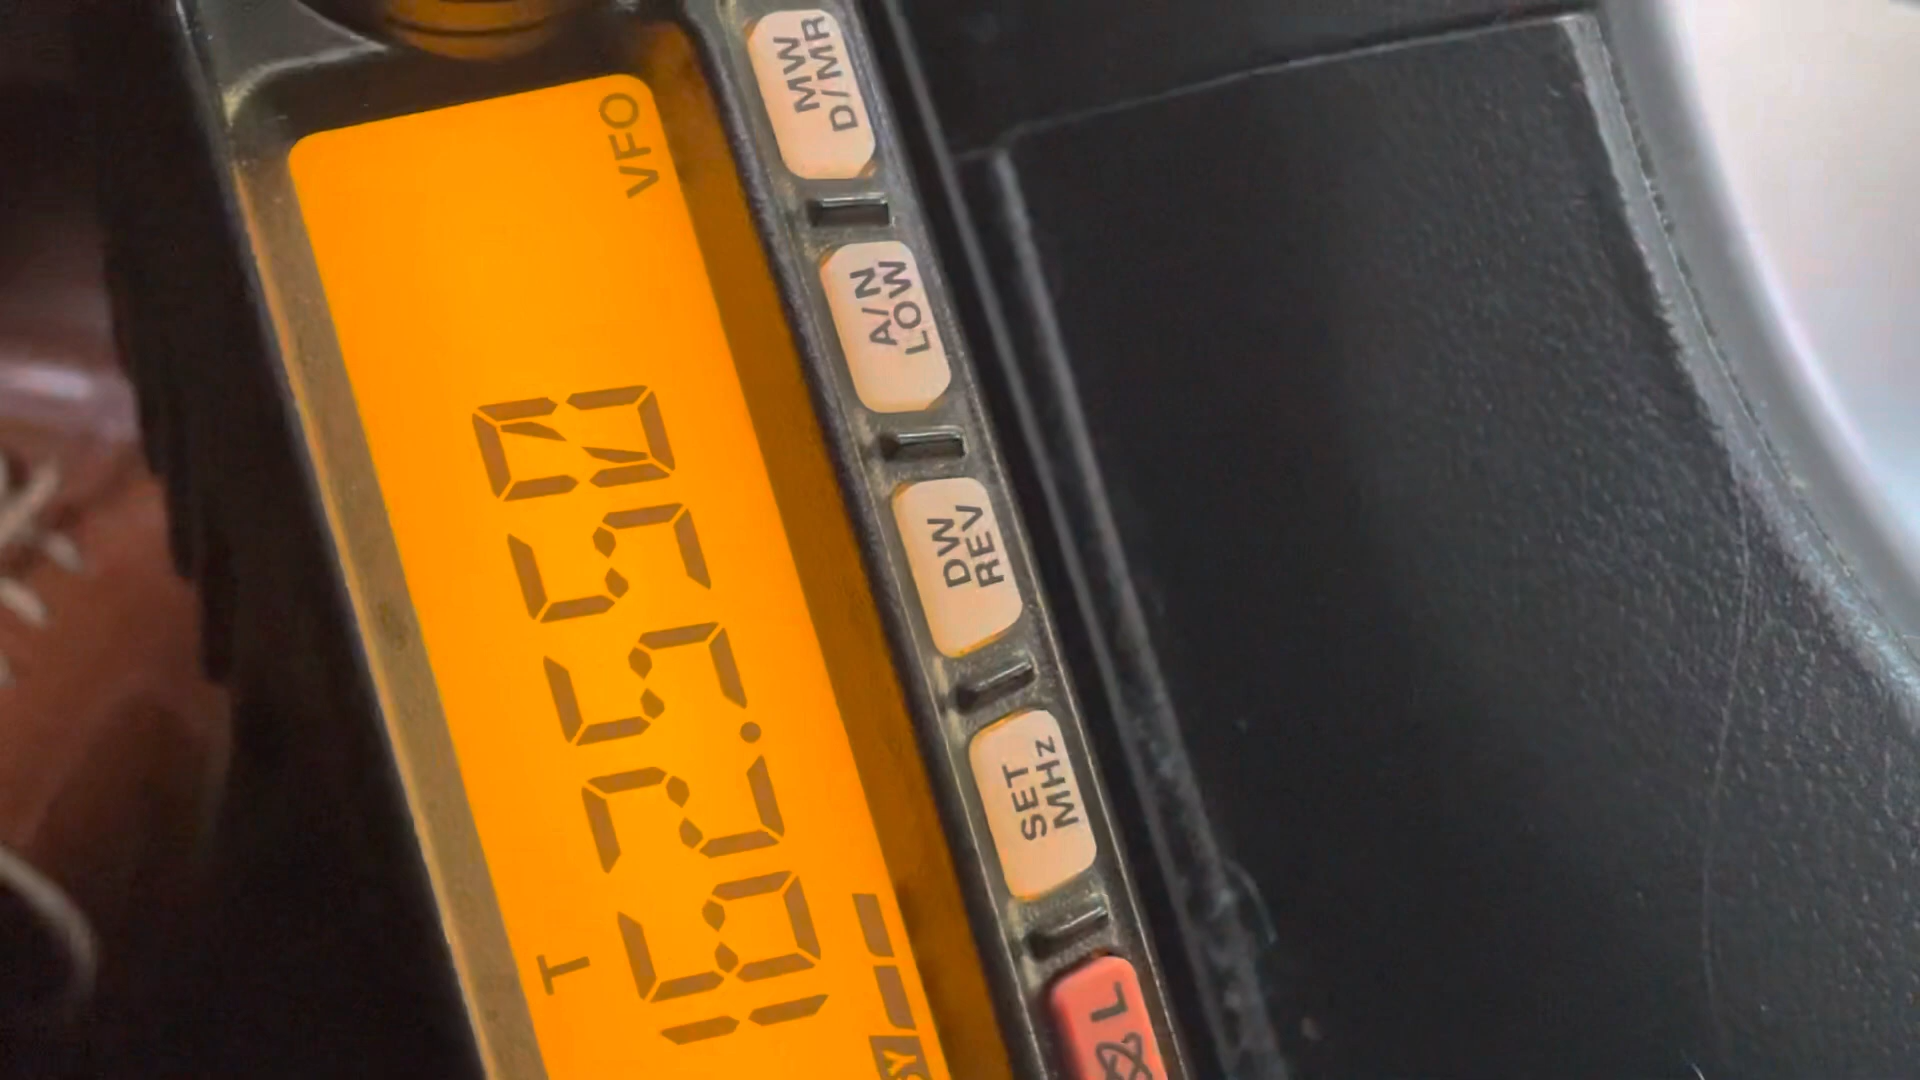 T
162.550
VFO
L
SET
MHz
DW
REV
A/N
LOW
MW
D/MR